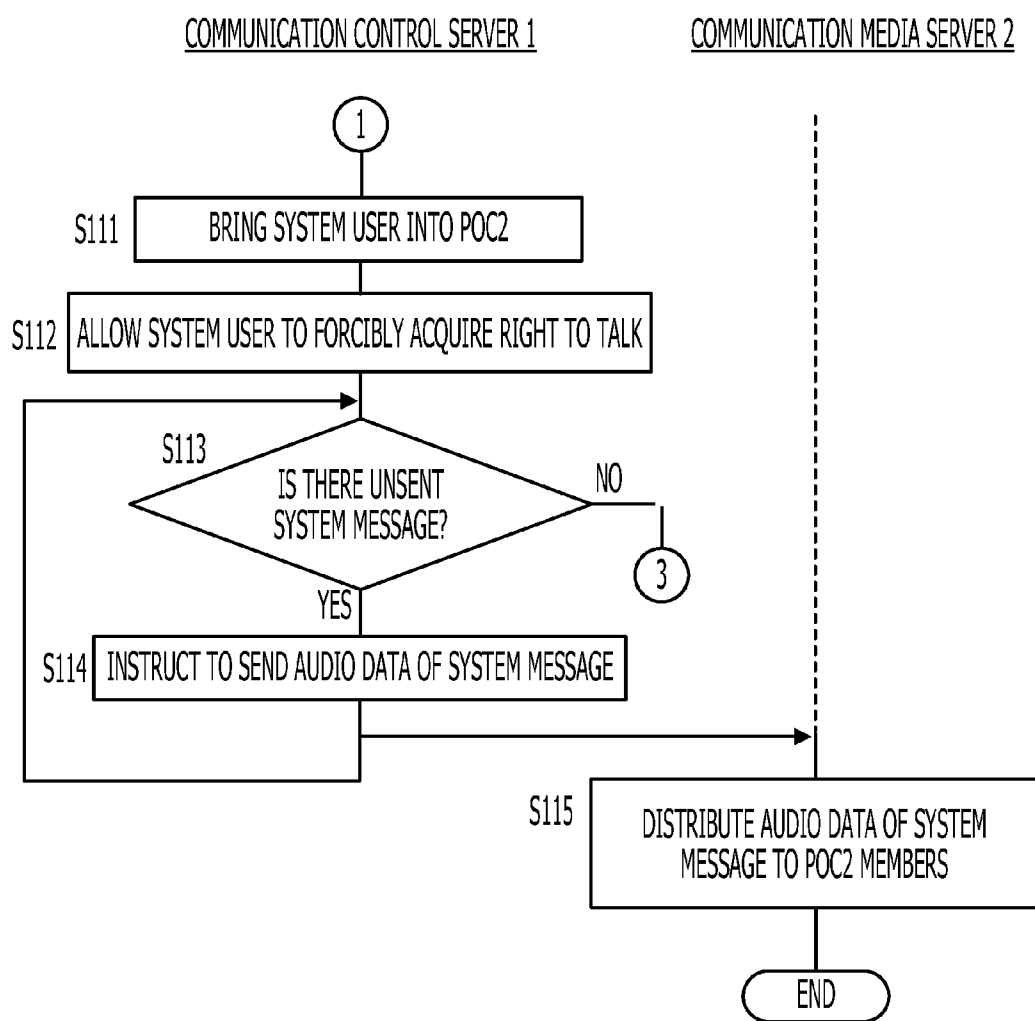 COMMUNICATION CONTROL SERVER 1
COMMUNICATION MEDIA SERVER 2
1
S111
BRING SYSTEM USER INTO POC2
S112
ALLOW SYSTEM USER TO FORCIBLY ACQUIRE RIGHT TO TALK
S113
IS THERE UNSENT
SYSTEM MESSAGE?
NO
3
YES
S114
INSTRUCT TO SEND AUDIO DATA OF SYSTEM MESSAGE
S115
DISTRIBUTE AUDIO DATA OF SYSTEM
MESSAGE TO POC2 MEMBERS
END